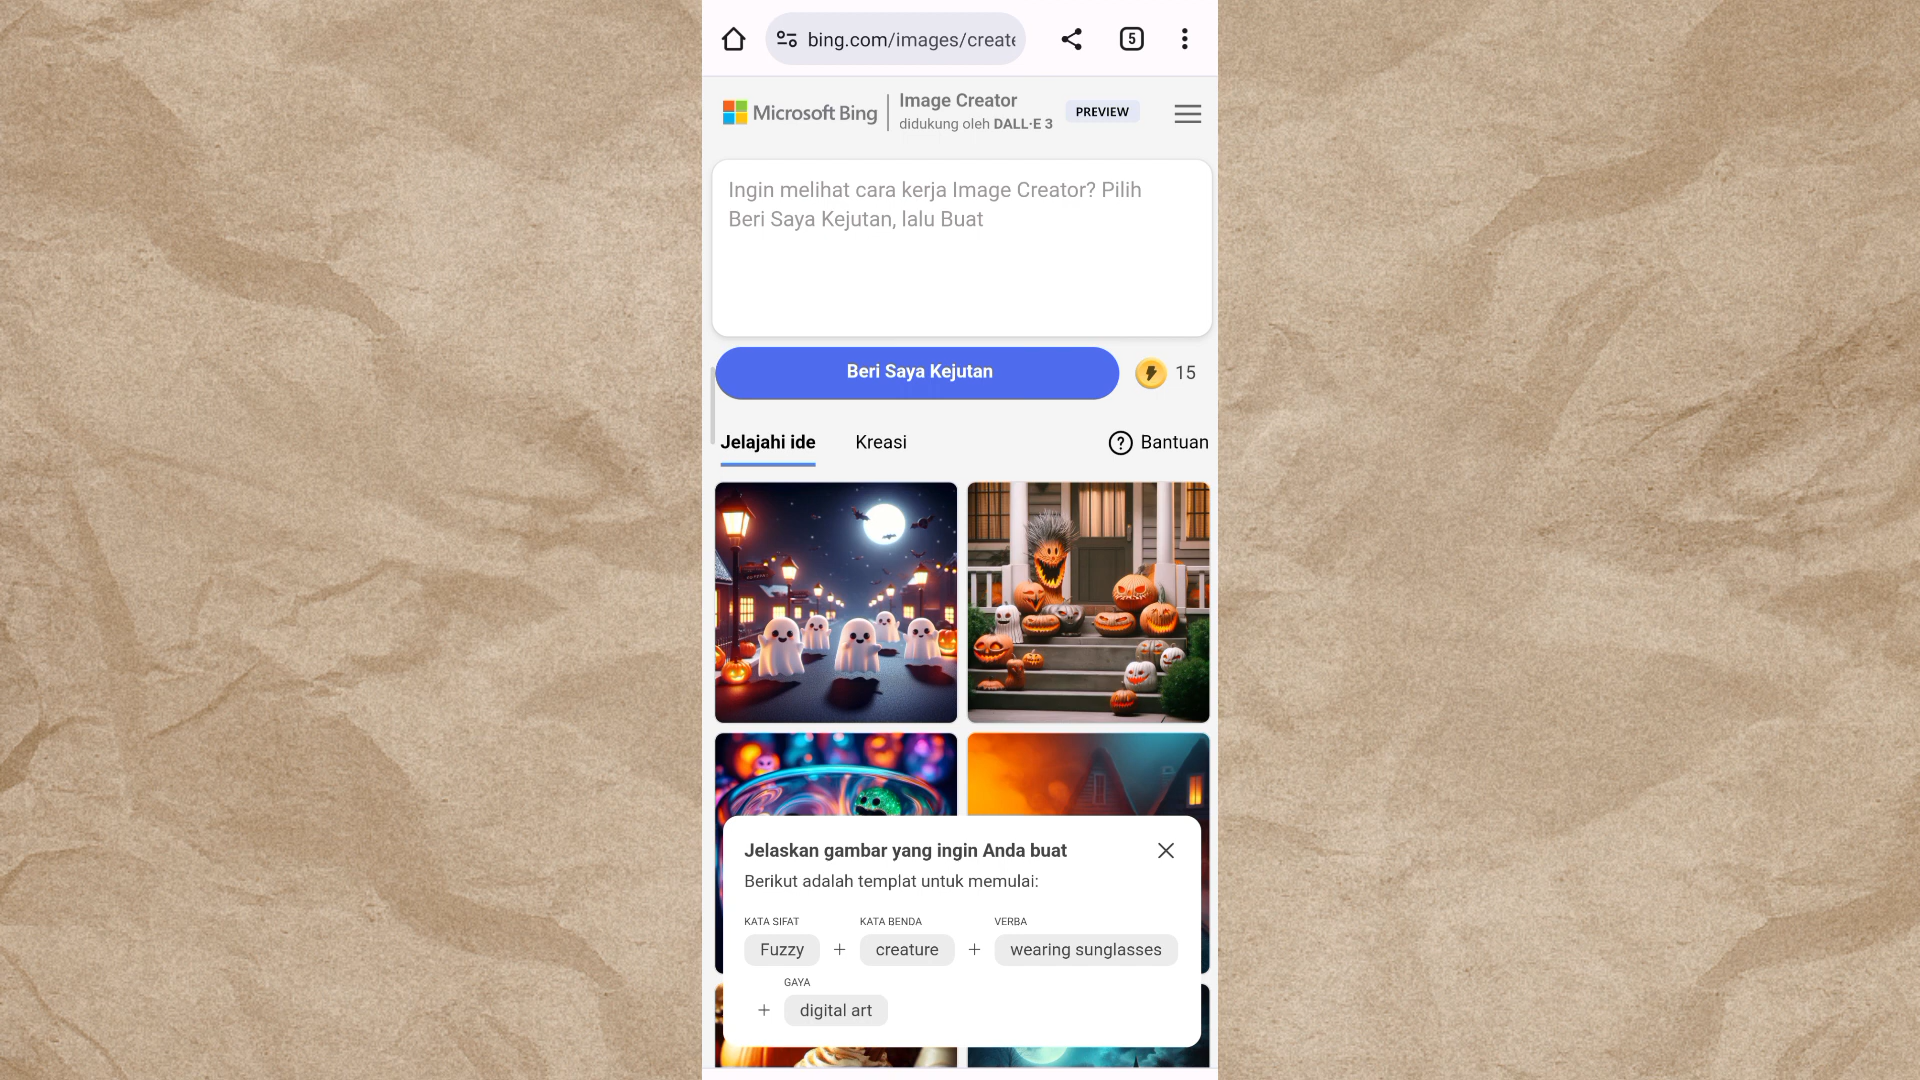 bing.com/images/create
5
Microsoft Bing
Image Creator
didukung oleh DALL·E 3
PREVIEW
Ingin melihat cara kerja Image Creator? Pilih
Beri Saya Kejutan, lalu Buat
Beri Saya Kejutan
15
Jelajahi ide
Kreasi
Bantuan
Jelaskan gambar yang ingin Anda buat
Berikut adalah templat untuk memulai:
KATA SIFAT
KATA BENDA
VERBA
Fuzzy + creature + wearing sunglasses
GAYA
+ digital art